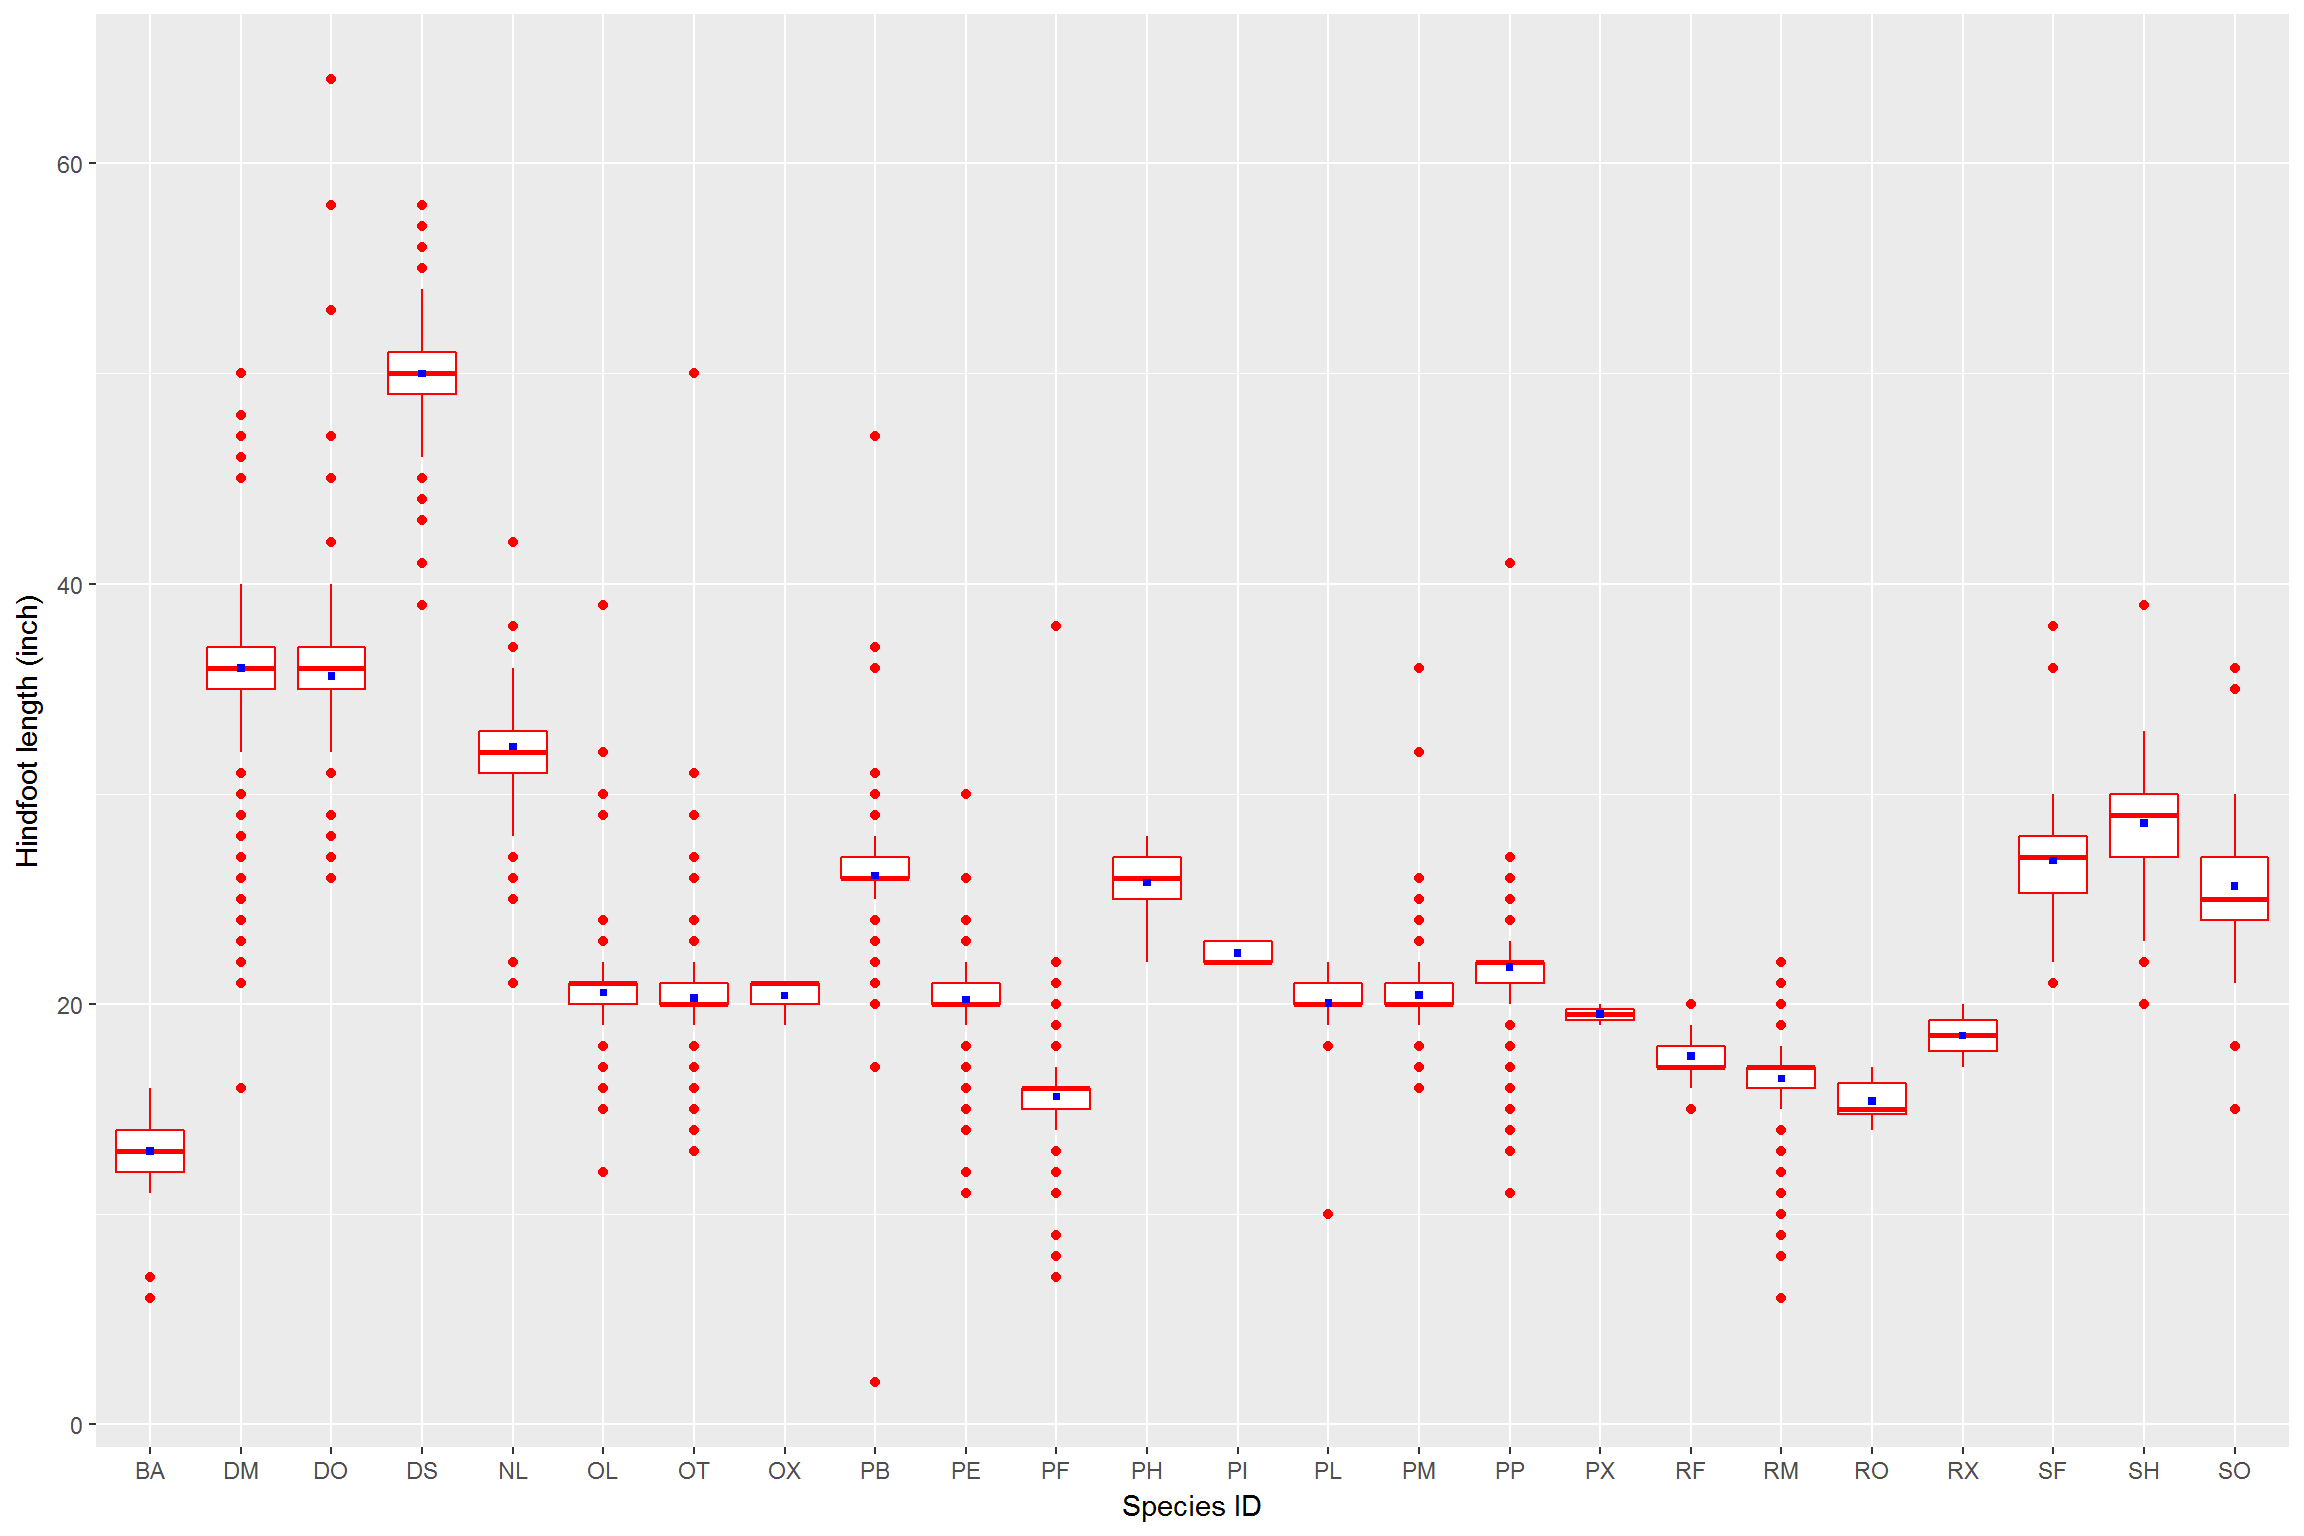 60
40
20
0
Hindfoot length (inch)
BA DM DO DS NL OL OT OX PB PE PF PH PI PL PM PP PX RF RM RO RX SF SH SO
Species ID